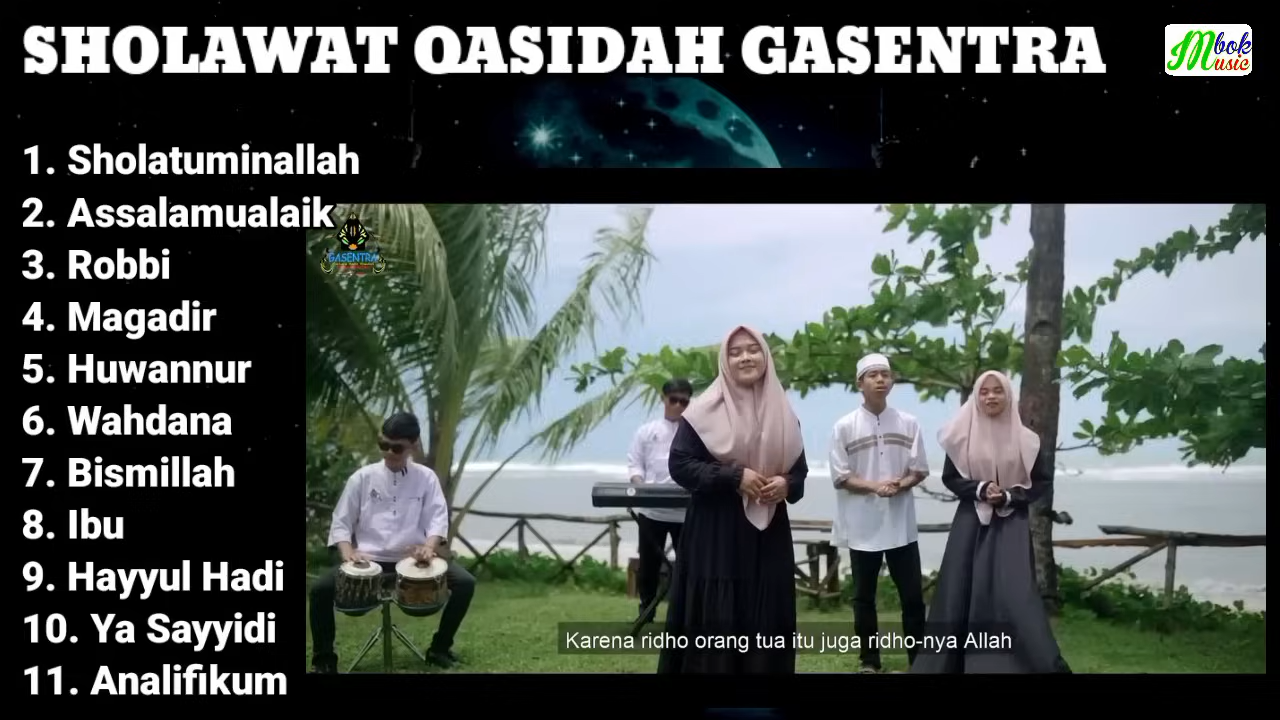 SHOLAWAT QASIDAH GASENTRA
Mbok
Music
1. Sholatuminallah
2. Assalamualaik
3. Robbi
4. Magadir
5. Huwannur
6. Wahdana
7. Bismillah
8. Ibu
9. Hayyul Hadi
10. Ya Sayyidi
11. Analifikum
GASENTRA
Karena ridho orang tua itu juga ridho-nya Allah